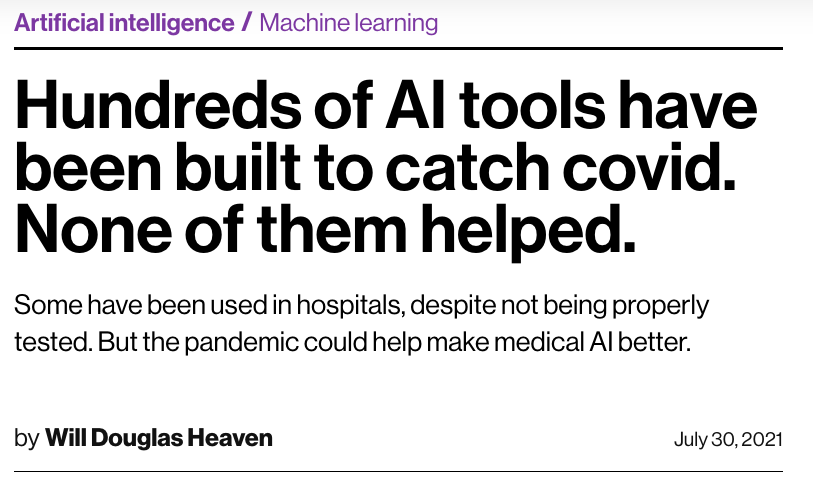 Artificial intelligence / Machine learning
Hundreds of AI tools have
been built to catch covid.
None of them helped.
Some have been used in hospitals, despite not being properly
tested. But the pandemic could help make medical AI better.
by Will Douglas Heaven
July 30, 2021